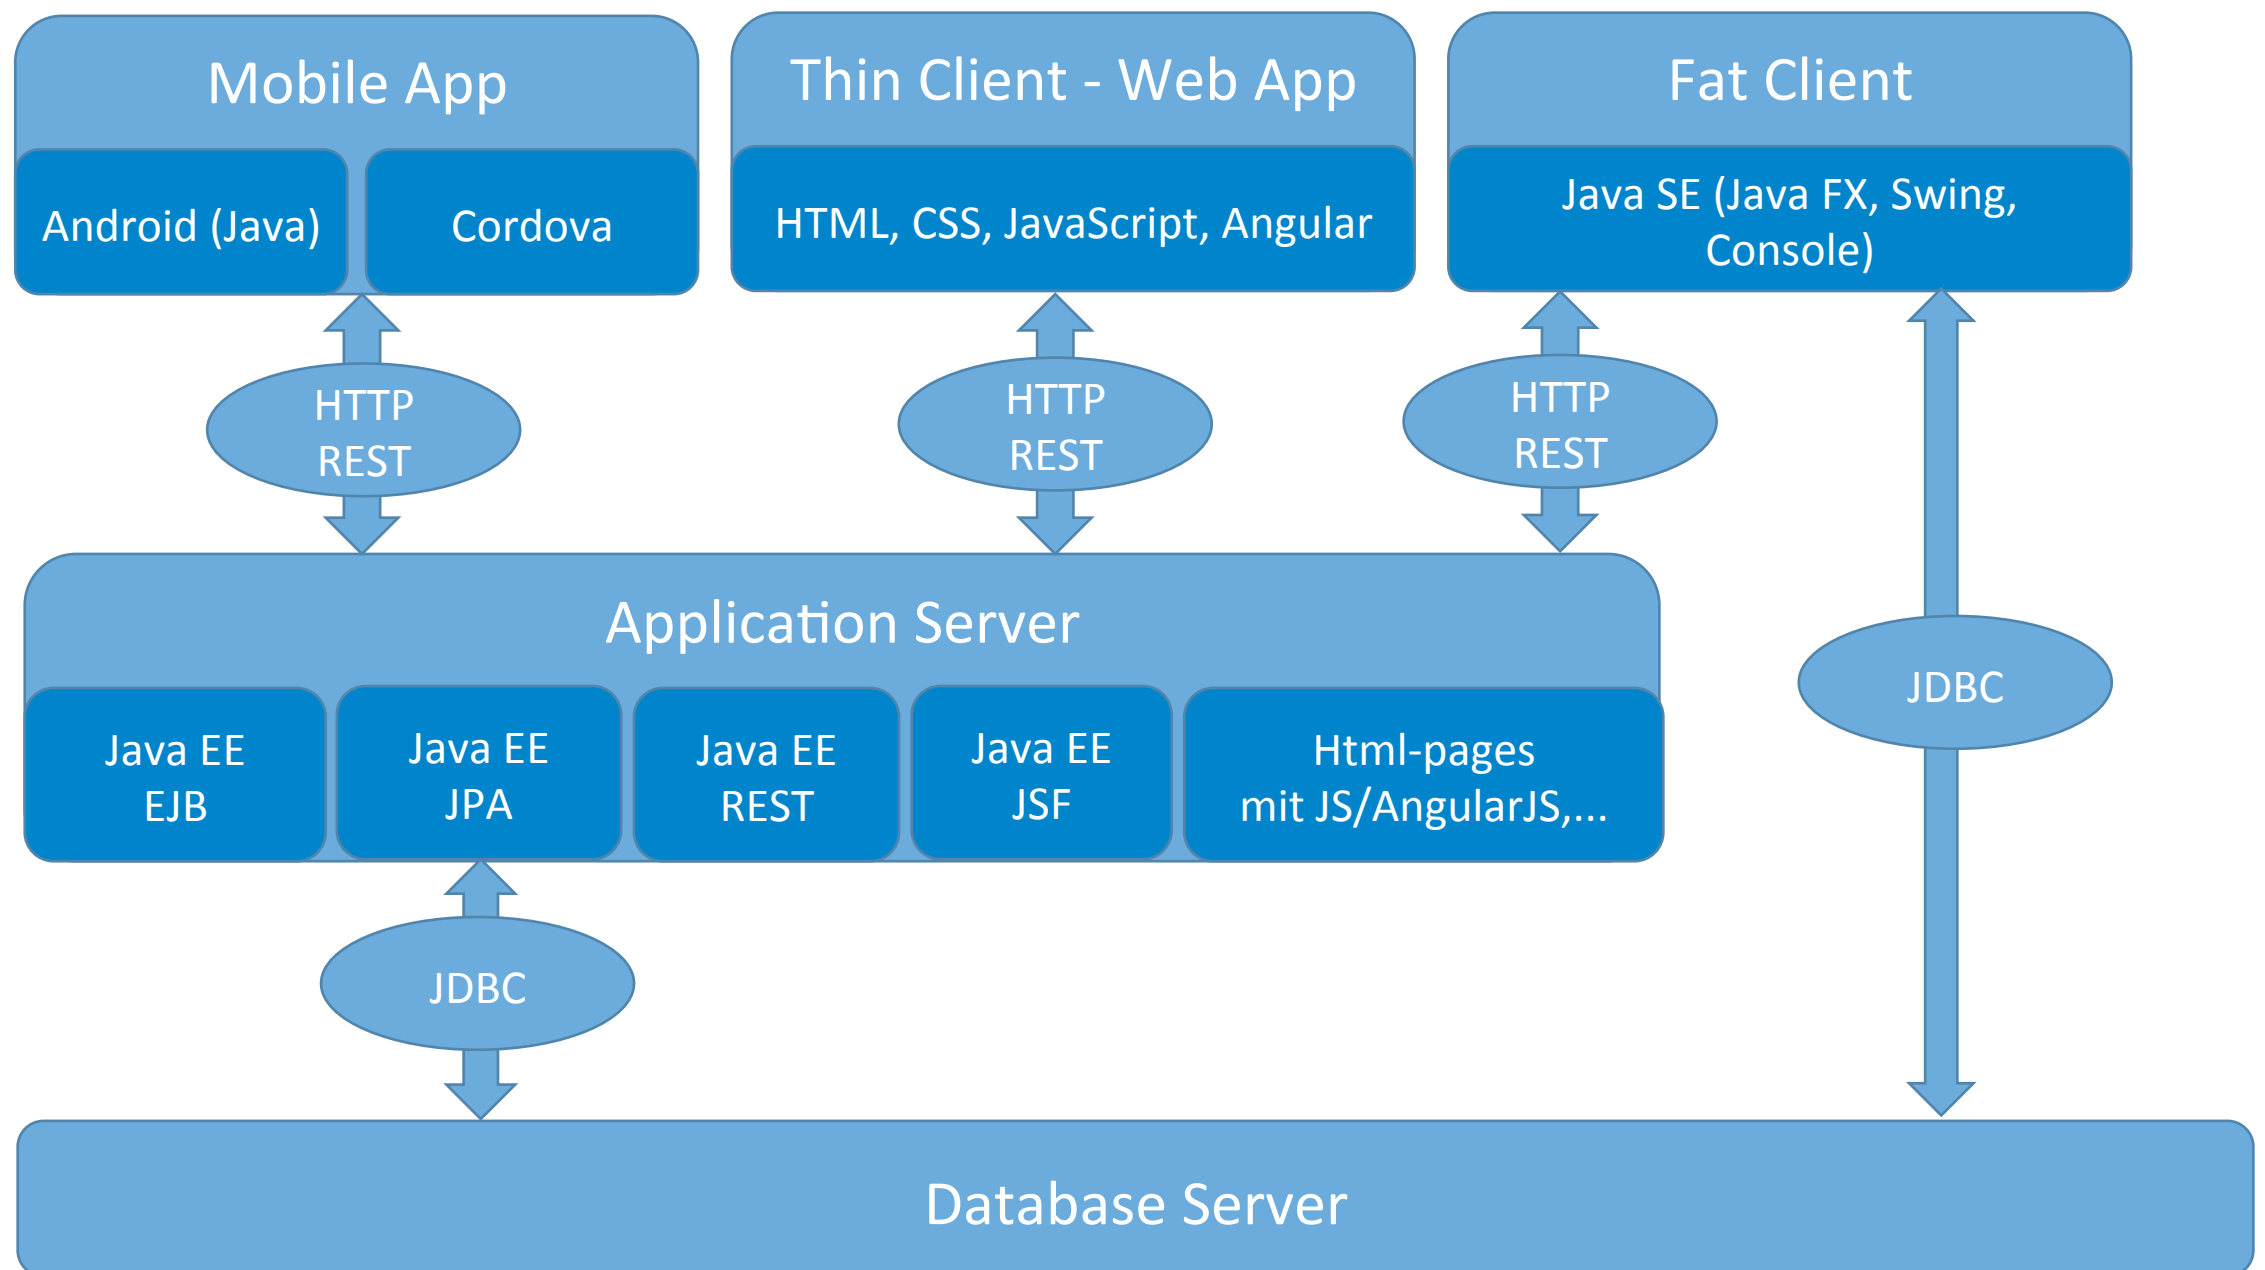 Mobile App
Android (Java)
Cordova
Thin Client - Web App
HTML, CSS, JavaScript, Angular
Fat Client
Java SE (Java FX, Swing,
Console)
HTTP
REST
HTTP
REST
HTTP
REST
JDBC
Application Server
Java EE
EJB
Java EE
JPA
Java EE
REST
Java EE
JSF
Html-pages
mit JS/AngularJS,...
JDBC
Database Server